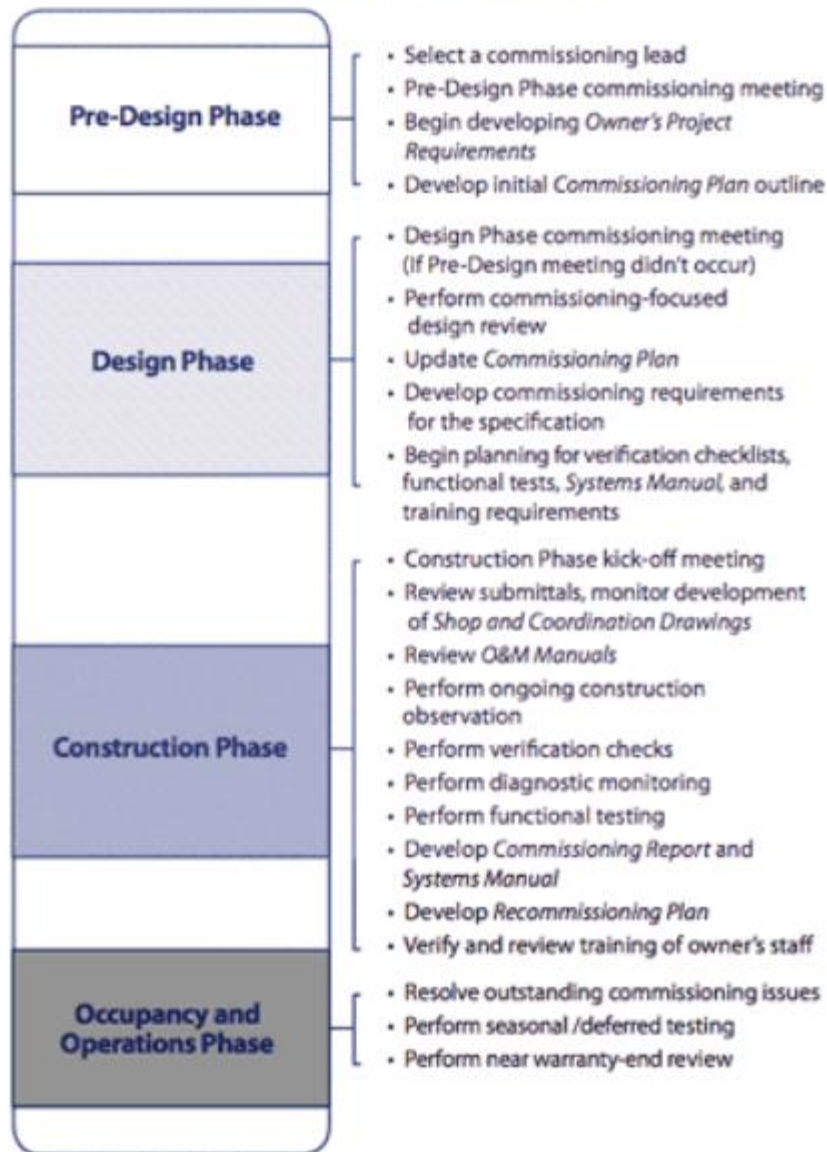 Pre-Design Phase
• Select a commissioning lead
• Pre-Design Phase commissioning meeting
• Begin developing Owner's Project
Requirements
• Develop initial Commissioning Plan outline
Design Phase
• Design Phase commissioning meeting
(If Pre-Design meeting didn't occur)
• Perform commissioning-focused
design review
• Update Commissioning Plan
• Develop commissioning requirements
for the specification
• Begin planning for verification checklists,
functional tests, Systems Manual, and
training requirements
Construction Phase
• Construction Phase kick-off meeting
• Review submittals, monitor development
of Shop and Coordination Drawings
• Review O&M Manuals
• Perform ongoing construction
observation
• Perform verification checks
• Perform diagnostic monitoring
• Perform functional testing
• Develop Commissioning Report and
Systems Manual
• Develop Recommissioning Plan
• Verify and review training of owner's staff
Occupancy and
Operations Phase
• Resolve outstanding commissioning issues
• Perform seasonal /deferred testing
• Perform near warranty-end review